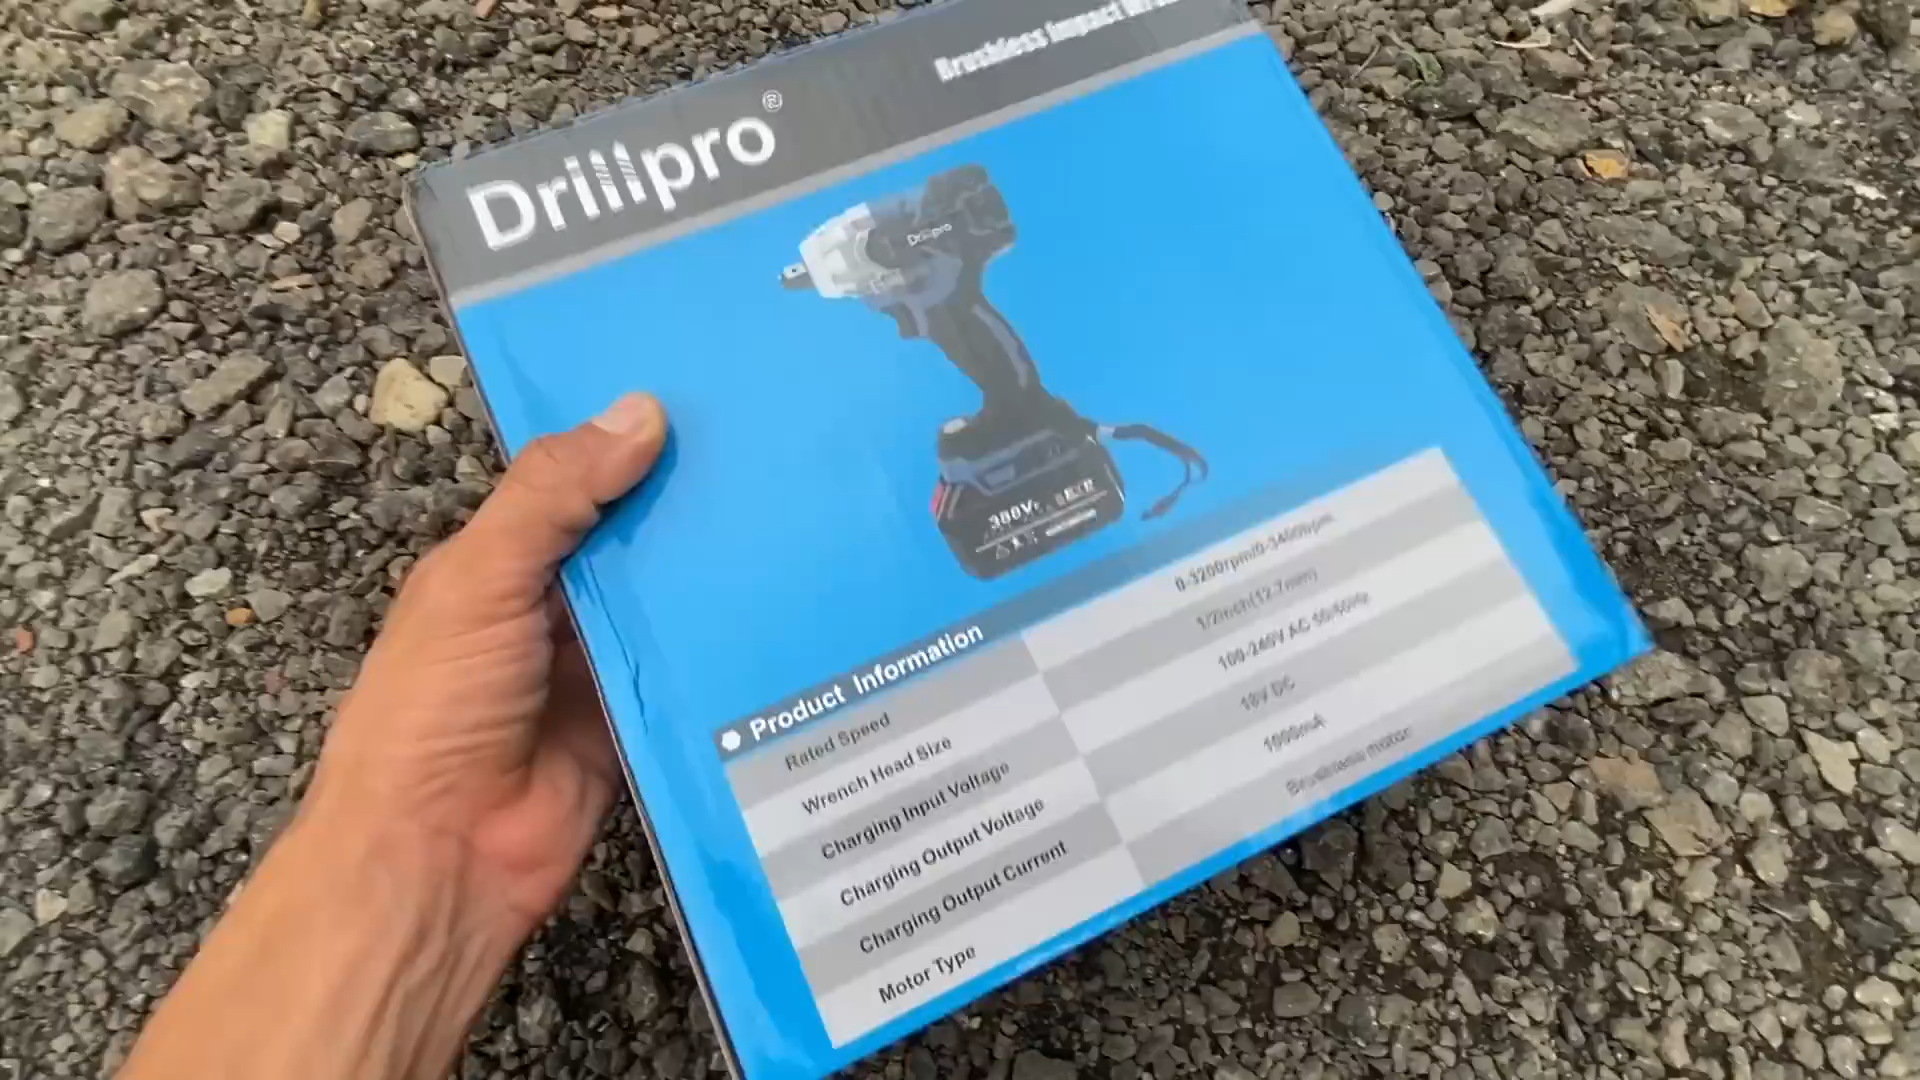 Drillpro®
Brushless Impact
Drillpro
388VF
Product Information
Rated Speed 0-3200rpm/0-3400bpm
Wrench Head Size 1/2inch(12.7mm)
Charging Input Voltage 100-240V AC 50/60Hz
Charging Output Voltage 18V DC
Charging Output Current 1000mA
Motor Type Brushless motor